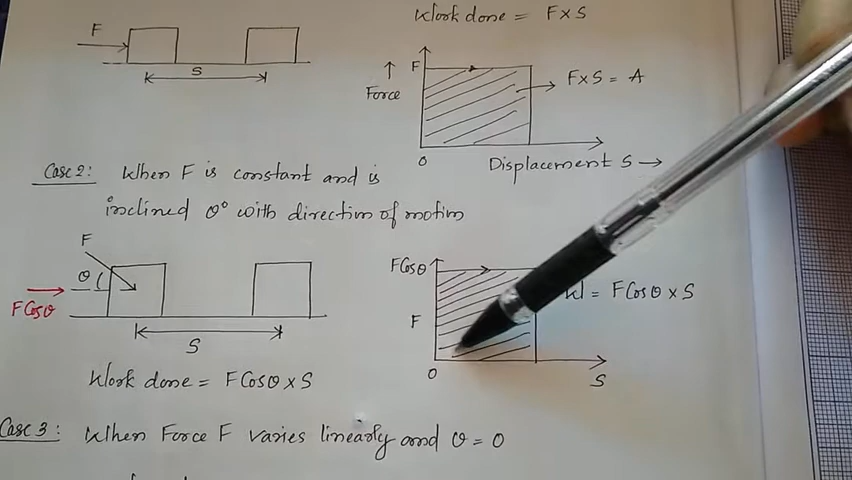 Work done = F×S
F
S
F
↑
Force
F×S = A
0
Displacement S →
Case 2: When F is constant and is
inclined θ° with direction of motion
F
θ
FCosθ
S
Work done = FCosθ×S
FCosθ
F
W = FCosθ×S
0
S
Case 3: When Force F varies linearly and θ = 0